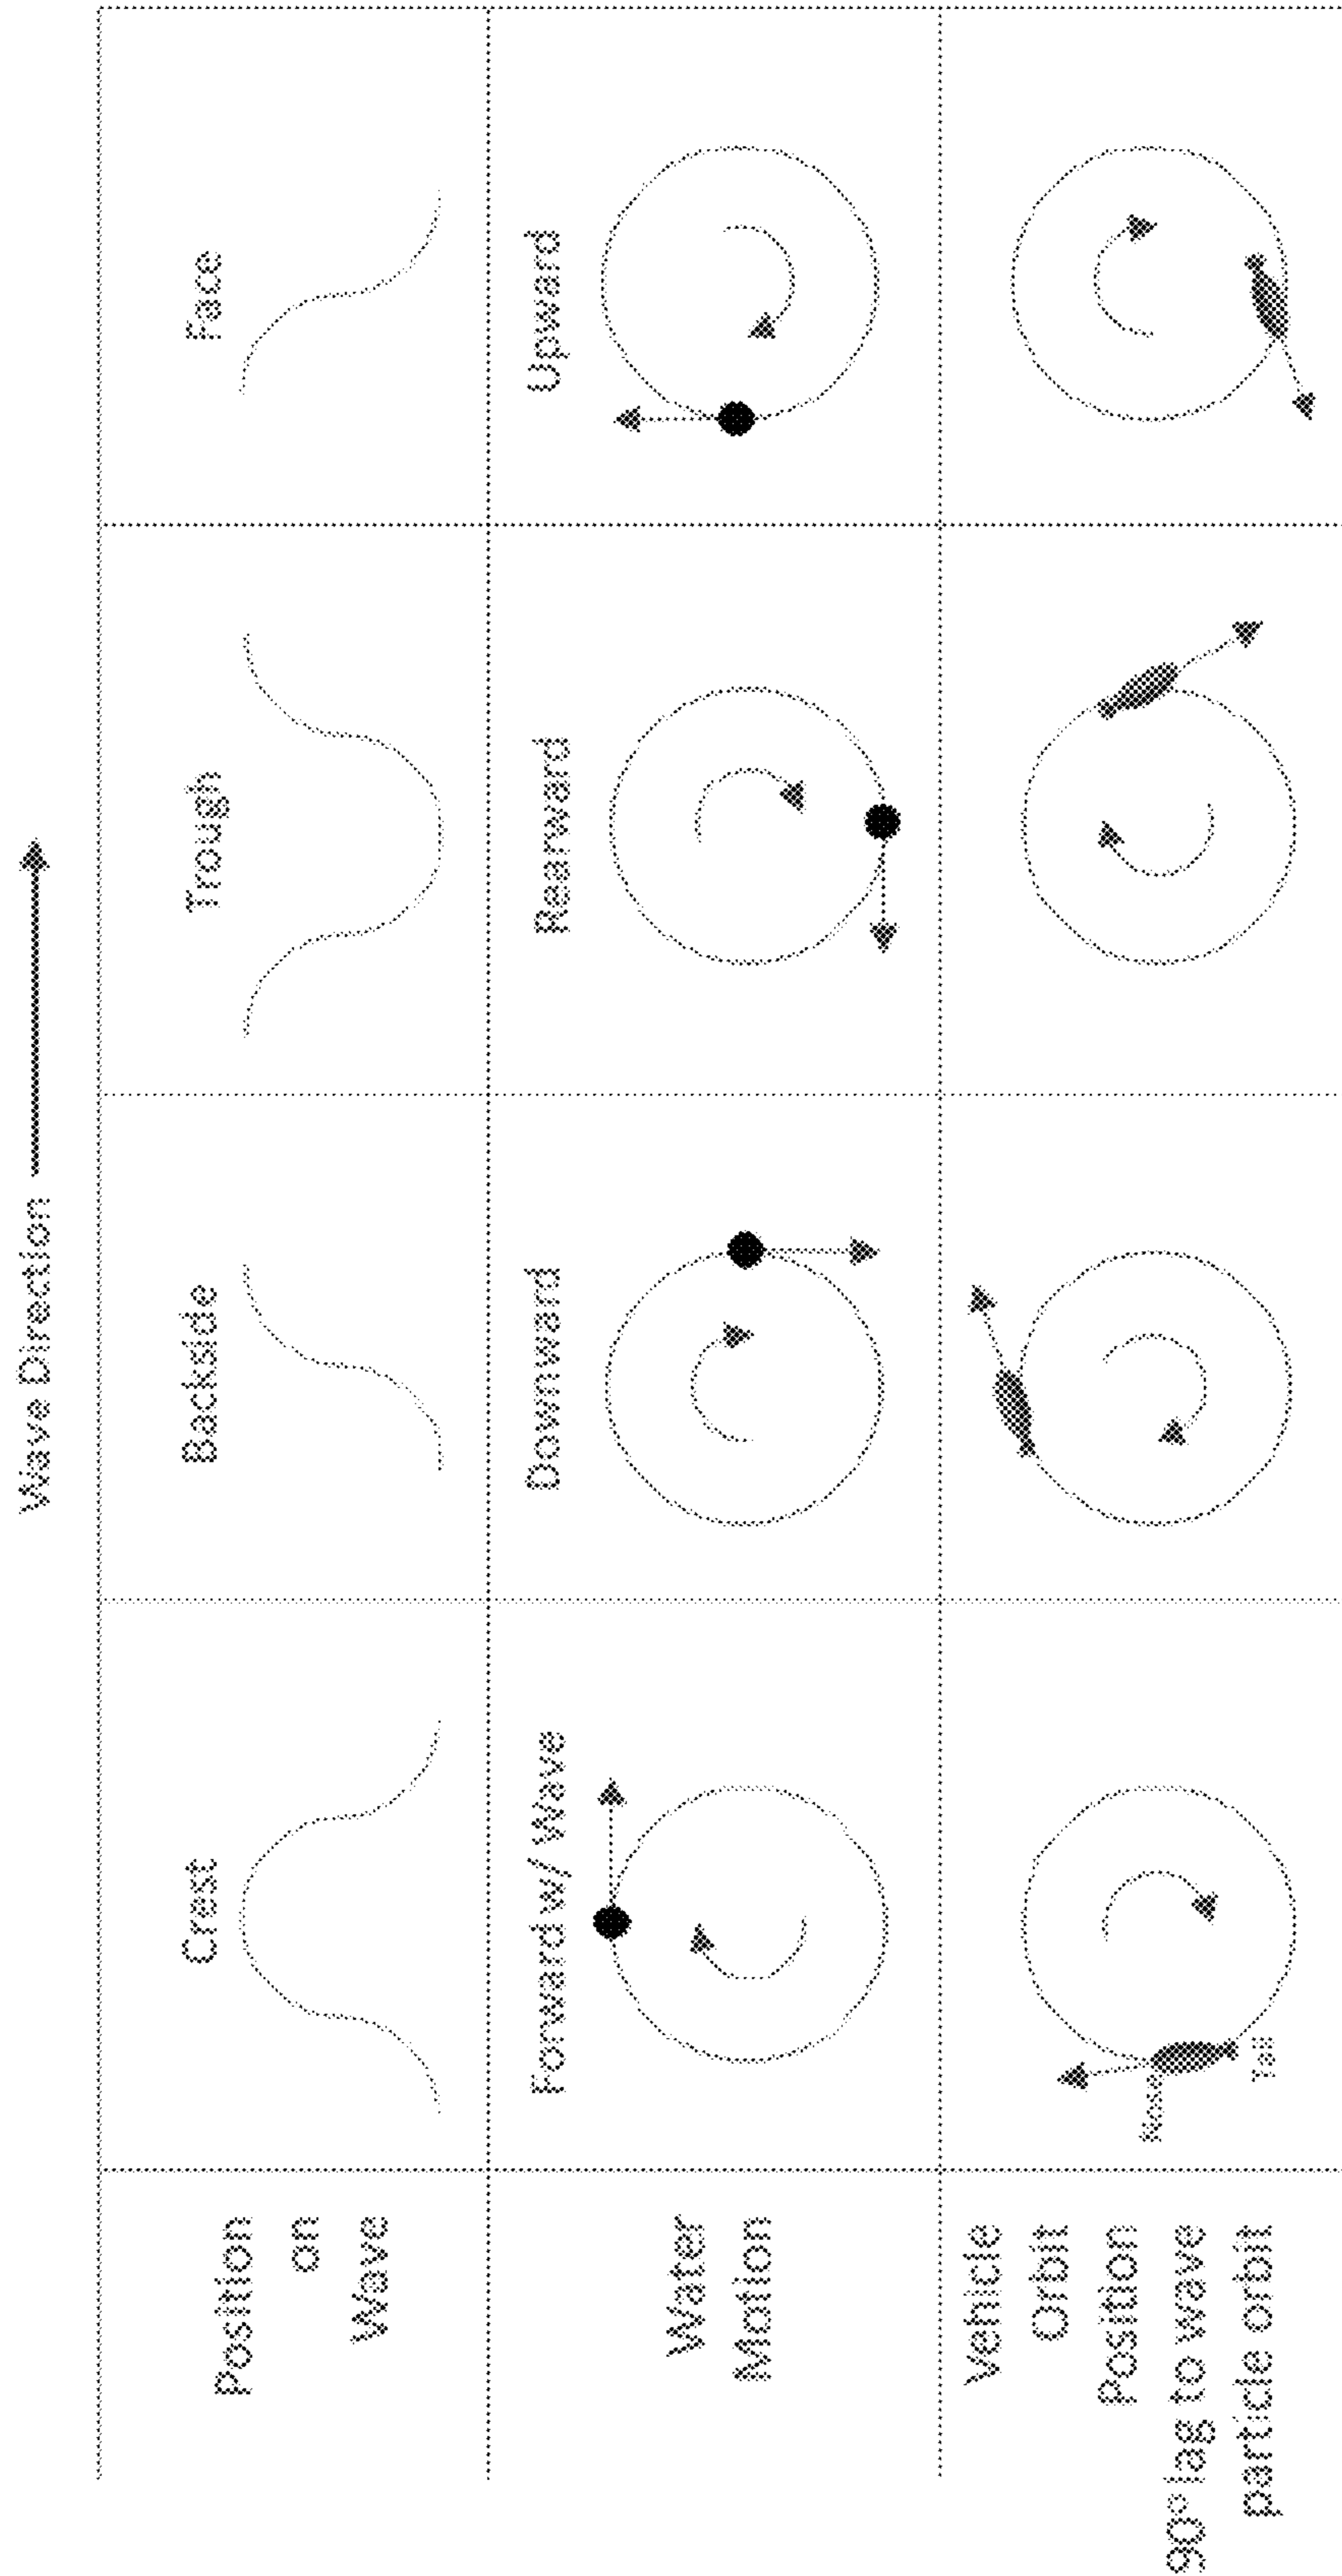 Wave Direction
Position
on
Wave
Crest
Backside
Trough
Face
Water
Motion
Forward w/ Wave
Downward
Rearward
Upward
Vehicle
Orbit
Position
90° lag to wave
particle orbit
Nose
Tail